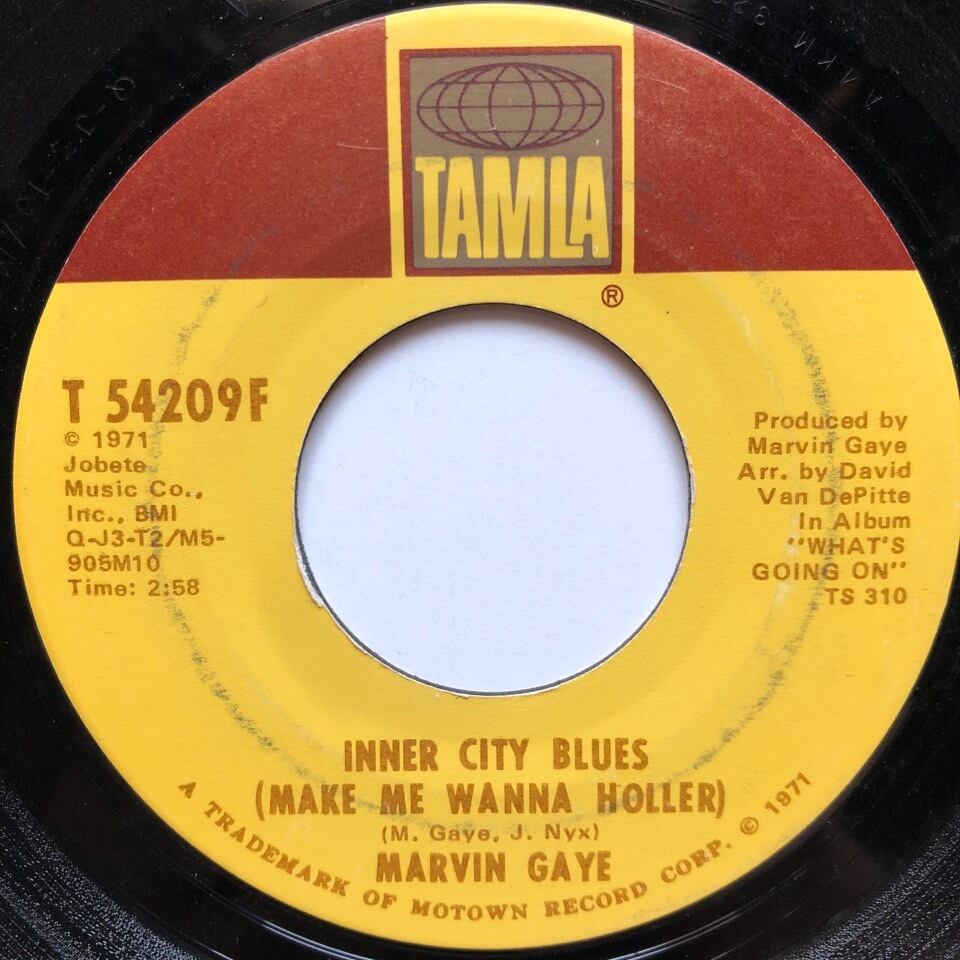 TAMLA
®
T 54209F
© 1971
Jobete
Music Co.,
Inc., BMI
Q-J3-T2/M5-
905M10
Time: 2:58
Produced by
Marvin Gaye
Arr. by David
Van DePitte
In Album
"WHAT'S
GOING ON"
TS 310
INNER CITY BLUES
(MAKE ME WANNA HOLLER)
(M. Gaye, J. Nyx)
MARVIN GAYE
A TRADEMARK OF MOTOWN RECORD CORP. © 1971